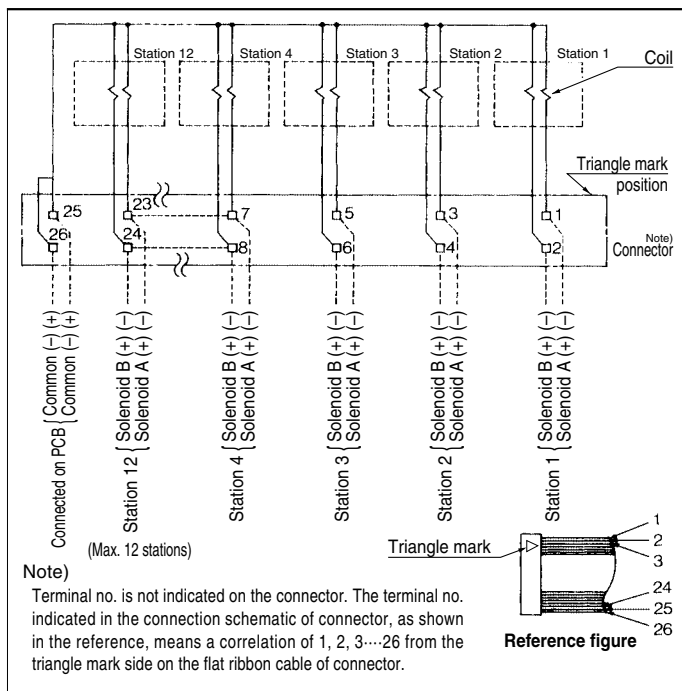 Station 12
Station 4
Station 3
Station 2
Station 1
Coil
Triangle mark
position
25
23
7
5
3
1
26
24
8
6
4
2
Note)
Connector
Connected on PCB { Common (−) (+)
Common (−) (+)
Station 12 { Solenoid B (+) (−)
Solenoid A (+) (−)
Station 4 { Solenoid B (+) (−)
Solenoid A (+) (−)
Station 3 { Solenoid B (+) (−)
Solenoid A (+) (−)
Station 2 { Solenoid B (+) (−)
Solenoid A (+) (−)
Station 1 { Solenoid B (+) (−)
Solenoid A (+) (−)
(Max. 12 stations)
Triangle mark
1
2
3
24
25
26
Reference figure
Note)
Terminal no. is not indicated on the connector. The terminal no.
indicated in the connection schematic of connector, as shown
in the reference, means a correlation of 1, 2, 3····26 from the
triangle mark side on the flat ribbon cable of connector.